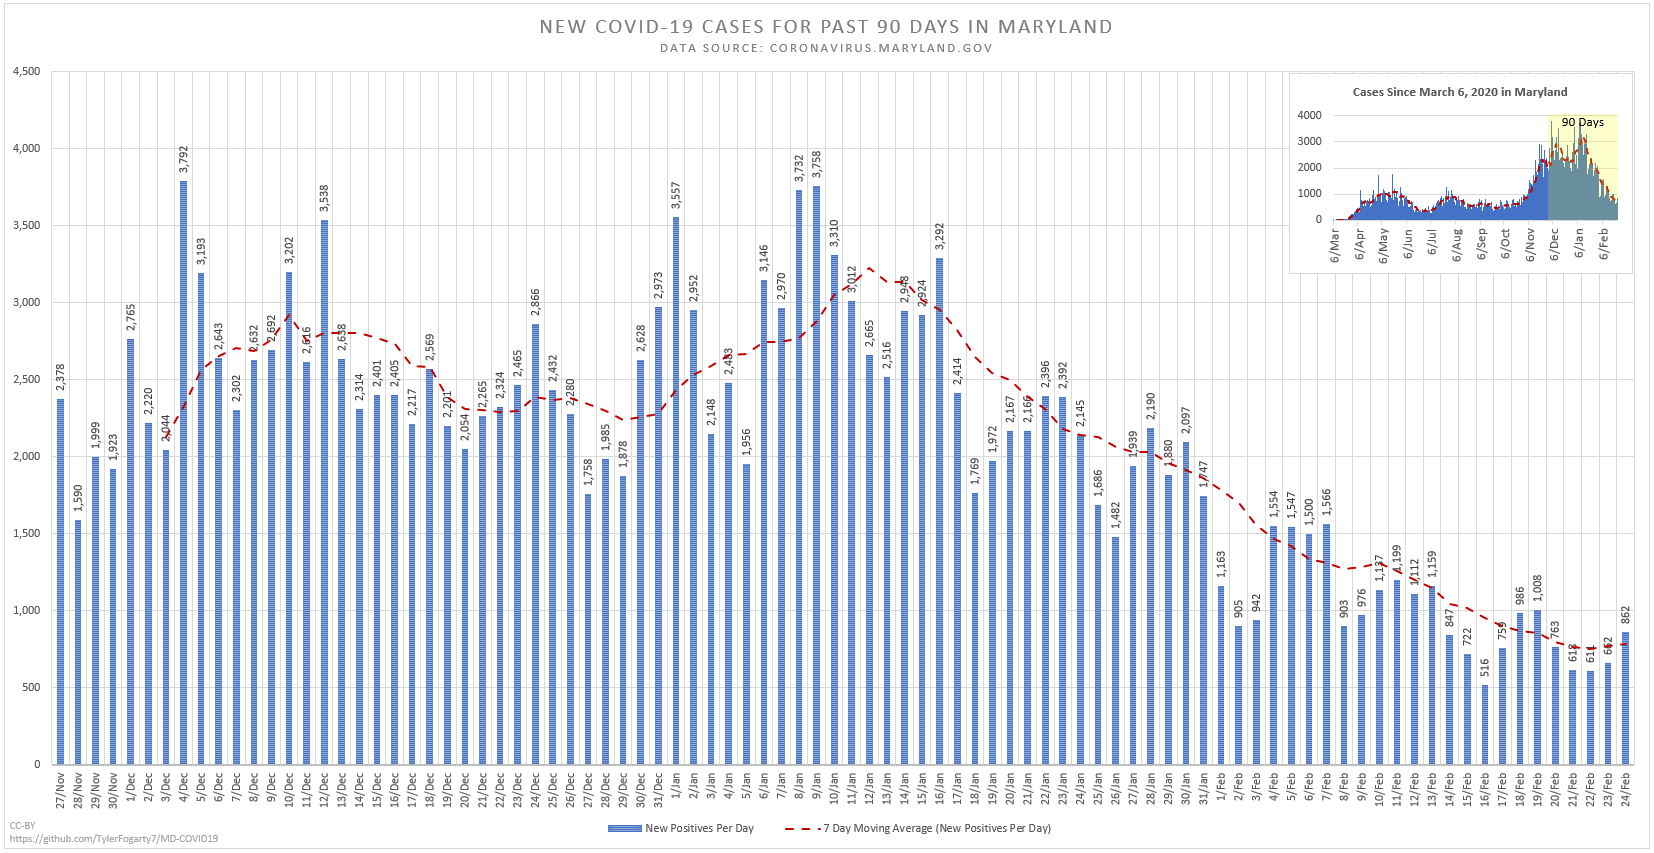 NEW COVID-19 CASES FOR PAST 90 DAYS IN MARYLAND
DATA SOURCE: CORONAVIRUS.MARYLAND.GOV
4,500
4,000
3,500
3,000
2,500
2,000
1,500
1,000
500
0
2,378
1,590
1,999
1,923
2,765
2,220
2,044
3,792
3,193
2,643
2,302
2,632
2,692
3,202
2,616
3,538
2,638
2,314
2,401
2,405
2,217
2,569
2,201
2,054
2,265
2,324
2,465
2,866
2,432
2,280
1,758
1,985
1,878
2,628
2,973
3,557
2,952
2,148
2,483
1,956
3,146
2,970
3,732
3,758
3,310
3,012
2,665
2,516
2,948
2,924
3,292
2,414
1,769
1,972
2,167
2,166
2,396
2,392
2,145
1,686
1,482
1,939
2,190
1,880
2,097
1,747
1,163
905
942
1,554
1,547
1,500
1,566
903
976
1,137
1,199
1,112
1,159
847
722
516
759
986
1,008
763
618
611
662
862
27/Nov
28/Nov
29/Nov
30/Nov
1/Dec
2/Dec
3/Dec
4/Dec
5/Dec
6/Dec
7/Dec
8/Dec
9/Dec
10/Dec
11/Dec
12/Dec
13/Dec
14/Dec
15/Dec
16/Dec
17/Dec
18/Dec
19/Dec
20/Dec
21/Dec
22/Dec
23/Dec
24/Dec
25/Dec
26/Dec
27/Dec
28/Dec
29/Dec
30/Dec
31/Dec
1/Jan
2/Jan
3/Jan
4/Jan
5/Jan
6/Jan
7/Jan
8/Jan
9/Jan
10/Jan
11/Jan
12/Jan
13/Jan
14/Jan
15/Jan
16/Jan
17/Jan
18/Jan
19/Jan
20/Jan
21/Jan
22/Jan
23/Jan
24/Jan
25/Jan
26/Jan
27/Jan
28/Jan
29/Jan
30/Jan
31/Jan
1/Feb
2/Feb
3/Feb
4/Feb
5/Feb
6/Feb
7/Feb
8/Feb
9/Feb
10/Feb
11/Feb
12/Feb
13/Feb
14/Feb
15/Feb
16/Feb
17/Feb
18/Feb
19/Feb
20/Feb
21/Feb
22/Feb
23/Feb
24/Feb
Cases Since March 6, 2020 in Maryland
90 Days
4000
3000
2000
1000
0
6/Mar
6/Apr
6/May
6/Jun
6/Jul
6/Aug
6/Sep
6/Oct
6/Nov
6/Dec
6/Jan
6/Feb
New Positives Per Day
7 Day Moving Average (New Positives Per Day)
CC-BY
https://github.com/TylerFogarty7/MD-COVID19